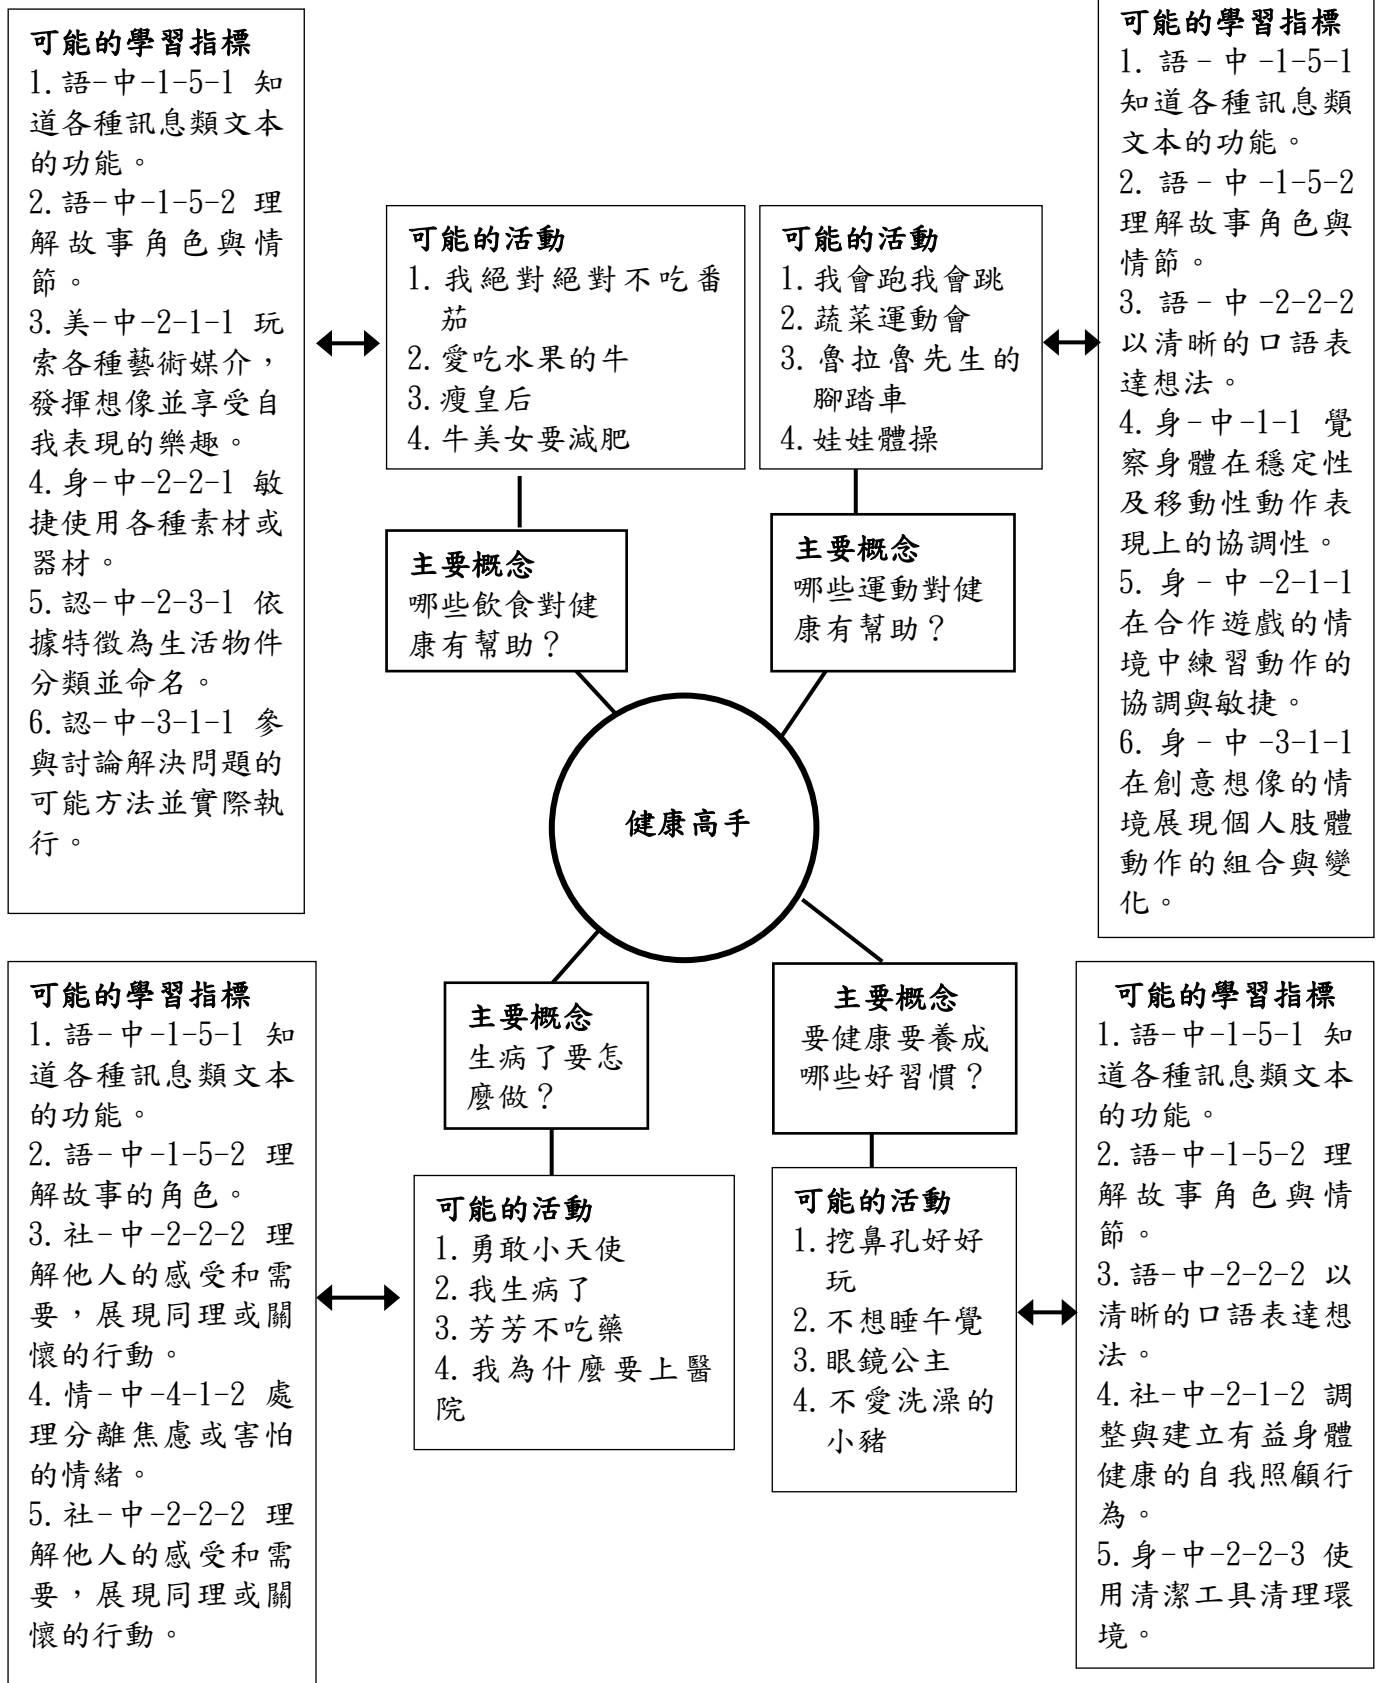 可能的學習指標
1.語-中-1-5-1 知
道各種訊息類文本
的功能。
2.語-中-1-5-2 理
解故事角色與情
節。
3.美-中-2-1-1 玩
索各種藝術媒介，
發揮想像並享受自
我表現的樂趣。
4.身-中-2-2-1 敏
捷使用各種素材或
器材。
5.認-中-2-3-1 依
據特徵為生活物件
分類並命名。
6.認-中-3-1-1 參
與討論解決問題的
可能方法並實際執
行。
可能的活動
1.我絕對絕對不吃番
茄
2.愛吃水果的牛
3.瘦皇后
4.牛美女要減肥
主要概念
哪些飲食對健
康有幫助？
可能的活動
1.我會跑我會跳
2.蔬菜運動會
3.魯拉魯先生的
腳踏車
4.娃娃體操
主要概念
哪些運動對健
康有幫助？
可能的學習指標
1.語-中-1-5-1
知道各種訊息類
文本的功能。
2.語-中-1-5-2
理解故事角色與
情節。
3.語-中-2-2-2
以清晰的口語表
達想法。
4.身-中-1-1 覺
察身體在穩定性
及移動性動作表
現上的協調性。
5.身-中-2-1-1
在合作遊戲的情
境中練習動作的
協調與敏捷。
6.身-中-3-1-1
在創意想像的情
境展現個人肢體
動作的組合與變
化。
健康高手
可能的學習指標
1.語-中-1-5-1 知
道各種訊息類文本
的功能。
2.語-中-1-5-2 理
解故事的角色。
3.社-中-2-2-2 理
解他人的感受和需
要，展現同理或關
懷的行動。
4.情-中-4-1-2 處
理分離焦慮或害怕
的情緒。
5.社-中-2-2-2 理
解他人的感受和需
要，展現同理或關
懷的行動。
主要概念
生病了要怎
麼做？
可能的活動
1.勇敢小天使
2.我生病了
3.芳芳不吃藥
4.我為什麼要上醫
院
主要概念
要健康要養成
哪些好習慣？
可能的活動
1.挖鼻孔好好
玩
2.不想睡午覺
3.眼鏡公主
4.不愛洗澡的
小豬
可能的學習指標
1.語-中-1-5-1 知
道各種訊息類文本
的功能。
2.語-中-1-5-2 理
解故事角色與情
節。
3.語-中-2-2-2 以
清晰的口語表達想
法。
4.社-中-2-1-2 調
整與建立有益身體
健康的自我照顧行
為。
5.身-中-2-2-3 使
用清潔工具清理環
境。